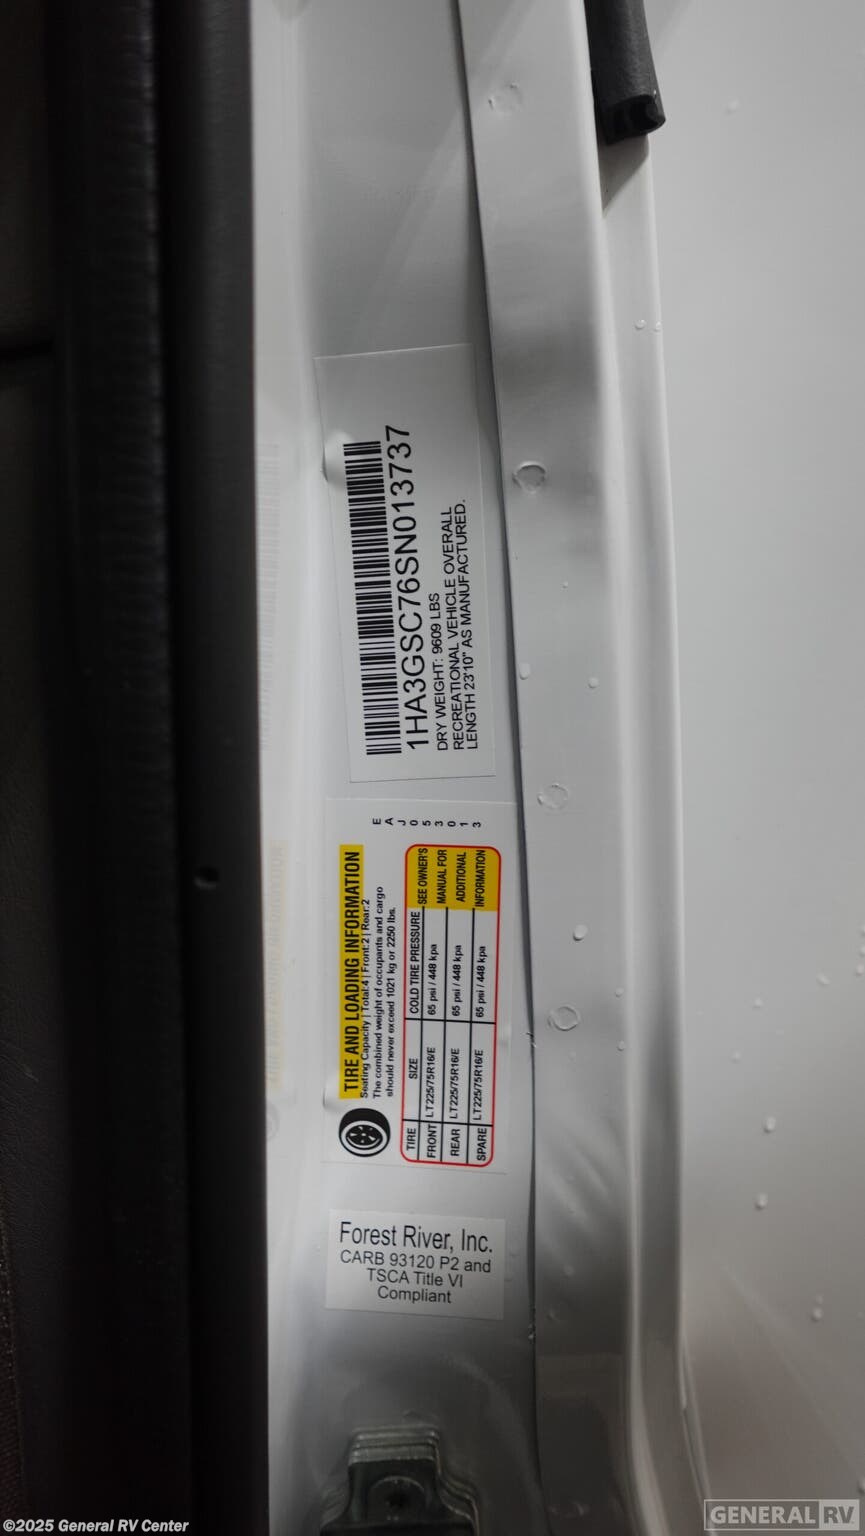 1HA3GSC76SN013737
DRY WEIGHT: 9609 LBS
RECREATIONAL VEHICLE OVERALL
LENGTH 23'10" AS MANUFACTURED.
E A J 0 5 3 0 1 3
TIRE AND LOADING INFORMATION
Seating Capacity | Total:4 | Front:2 | Rear:2
The combined weight of occupants and cargo
should never exceed 1021 kg or 2250 lbs.
TIRE SIZE COLD TIRE PRESSURE
FRONT LT225/75R16/E 65 psi / 448 kpa
REAR LT225/75R16/E 65 psi / 448 kpa
SPARE LT225/75R16/E 65 psi / 448 kpa
SEE OWNER'S
MANUAL FOR
ADDITIONAL
INFORMATION
Forest River, Inc.
CARB 93120 P2 and
TSCA Title VI
Compliant
©2025 General RV Center
GENERAL RV